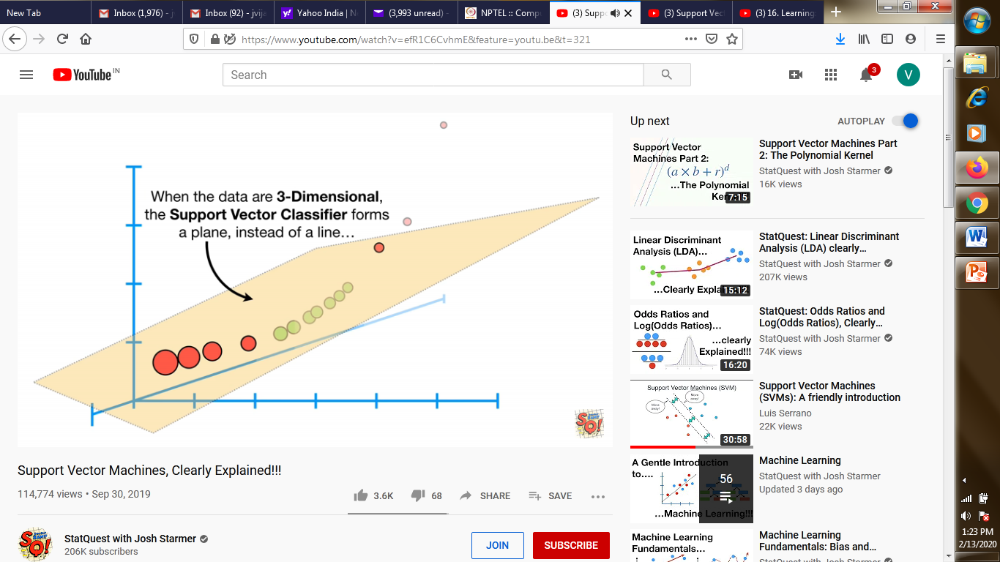 New Tab
Inbox (1,976) - j
Inbox (92) - jvija
Yahoo India | N
(3,993 unread) -
NPTEL :: Compu
(3) Suppo
(3) Support Vect
(3) 16. Learning:
https://www.youtube.com/watch?v=efR1C6CvhmE&feature=youtu.be&t=321
YouTube IN
Search
3
V
When the data are 3-Dimensional,
the Support Vector Classifier forms
a plane, instead of a line…
SQ!
Support Vector Machines, Clearly Explained!!!
114,774 views • Sep 30, 2019
3.6K
68
SHARE
SAVE
SQ!
StatQuest with Josh Starmer
206K subscribers
JOIN
SUBSCRIBE
Up next
AUTOPLAY
Support Vector
Machines Part 2:
(a × b + r)^d
…The Polynomial
Ker
7:15
Support Vector Machines Part
2: The Polynomial Kernel
StatQuest with Josh Starmer
16K views
Linear Discriminant
Analysis (LDA)…
…Clearly Expla
15:12
StatQuest: Linear Discriminant
Analysis (LDA) clearly…
StatQuest with Josh Starmer
207K views
Odds Ratios and
Log(Odds Ratios)…
…clearly
Explained!!!
16:20
StatQuest: Odds Ratios and
Log(Odds Ratios), Clearly…
StatQuest with Josh Starmer
74K views
Support Vector Machines (SVM)
Move away!
Move away!
30:58
Support Vector Machines
(SVMs): A friendly introduction
Luis Serrano
22K views
A Gentle Introduction
to….
…Machine Learning!!!
56
Machine Learning
StatQuest with Josh Starmer
Updated 3 days ago
Machine Learning
Fundamentals…
Machine Learning
Fundamentals: Bias and…
StatQuest with Josh Starmer
1:23 PM
2/13/2020